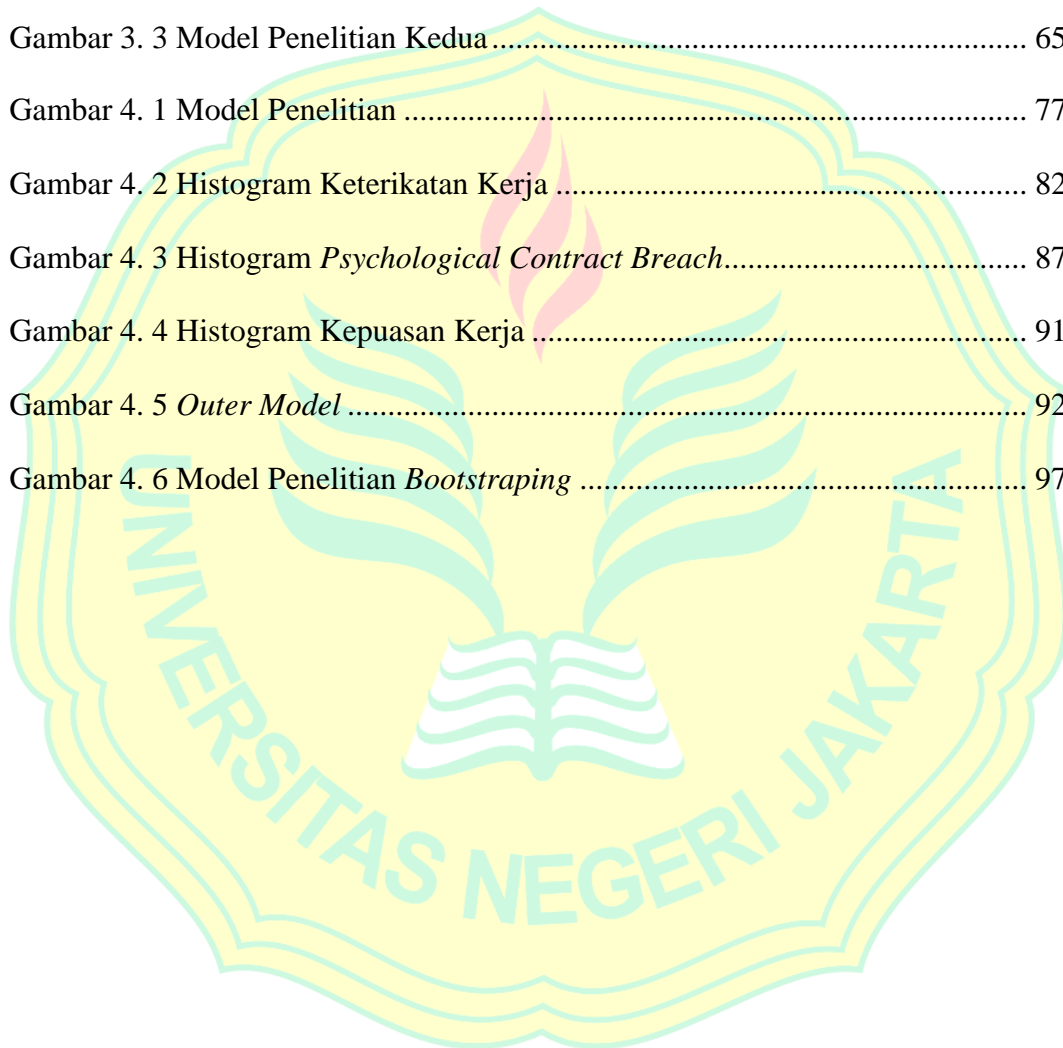 Gambar 3. 3 Model Penelitian Kedua.................................................................................. 65
Gambar 4. 1 Model Penelitian ............................................................................................ 77
Gambar 4. 2 Histogram Keterikatan Kerja ...................................................................... 82
Gambar 4. 3 Histogram Psychological Contract Breach............................................. 87
Gambar 4. 4 Histogram Kepuasan Kerja .......................................................................... 91
Gambar 4. 5 Outer Model .................................................................................................... 92
Gambar 4. 6 Model Penelitian Bootstraping .................................................................. 97
UNIVERSITAS NEGERI JAKARTA